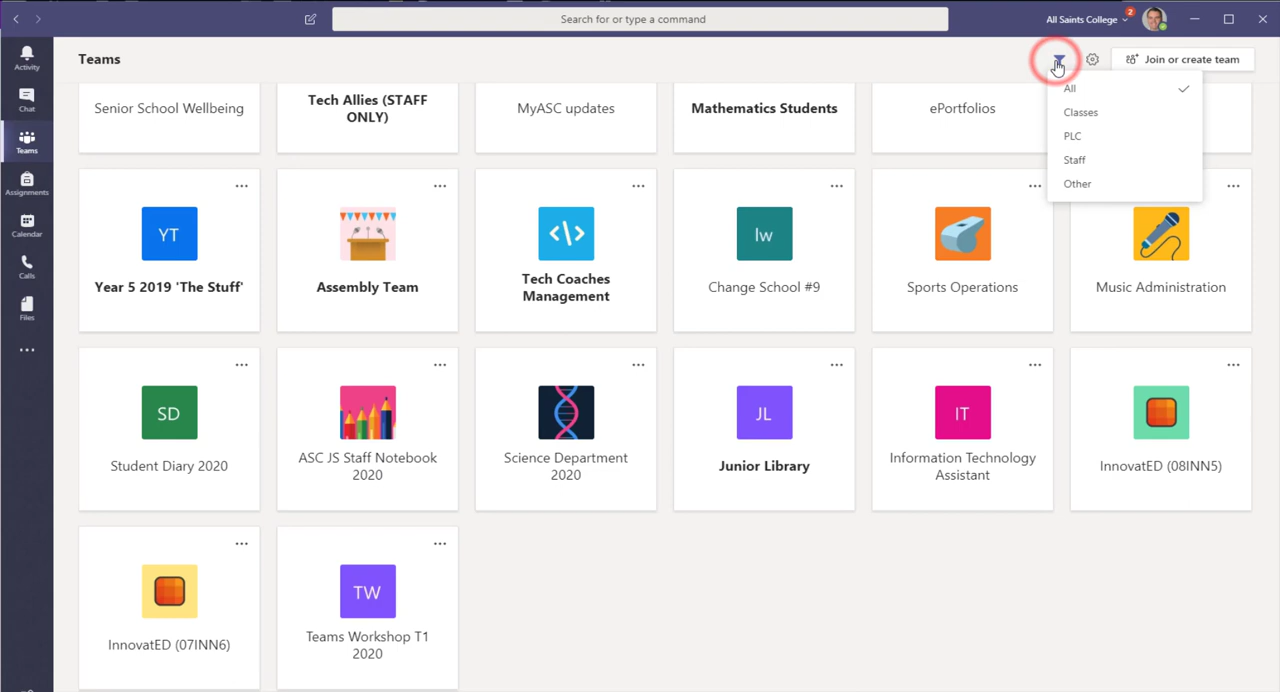 Search for or type a command
All Saints College
2
Activity
Chat
Teams
Assignments
Calendar
Calls
Files
Teams
Join or create team
All
Classes
PLC
Staff
Other
Senior School Wellbeing
Tech Allies (STAFF
ONLY)
MyASC updates
Mathematics Students
ePortfolios
YT
Year 5 2019 'The Stuff'
Assembly Team
</>
Tech Coaches
Management
lw
Change School #9
Sports Operations
Music Administration
SD
Student Diary 2020
ASC JS Staff Notebook
2020
Science Department
2020
JL
Junior Library
IT
Information Technology
Assistant
InnovatED (08INN5)
InnovatED (07INN6)
TW
Teams Workshop T1
2020